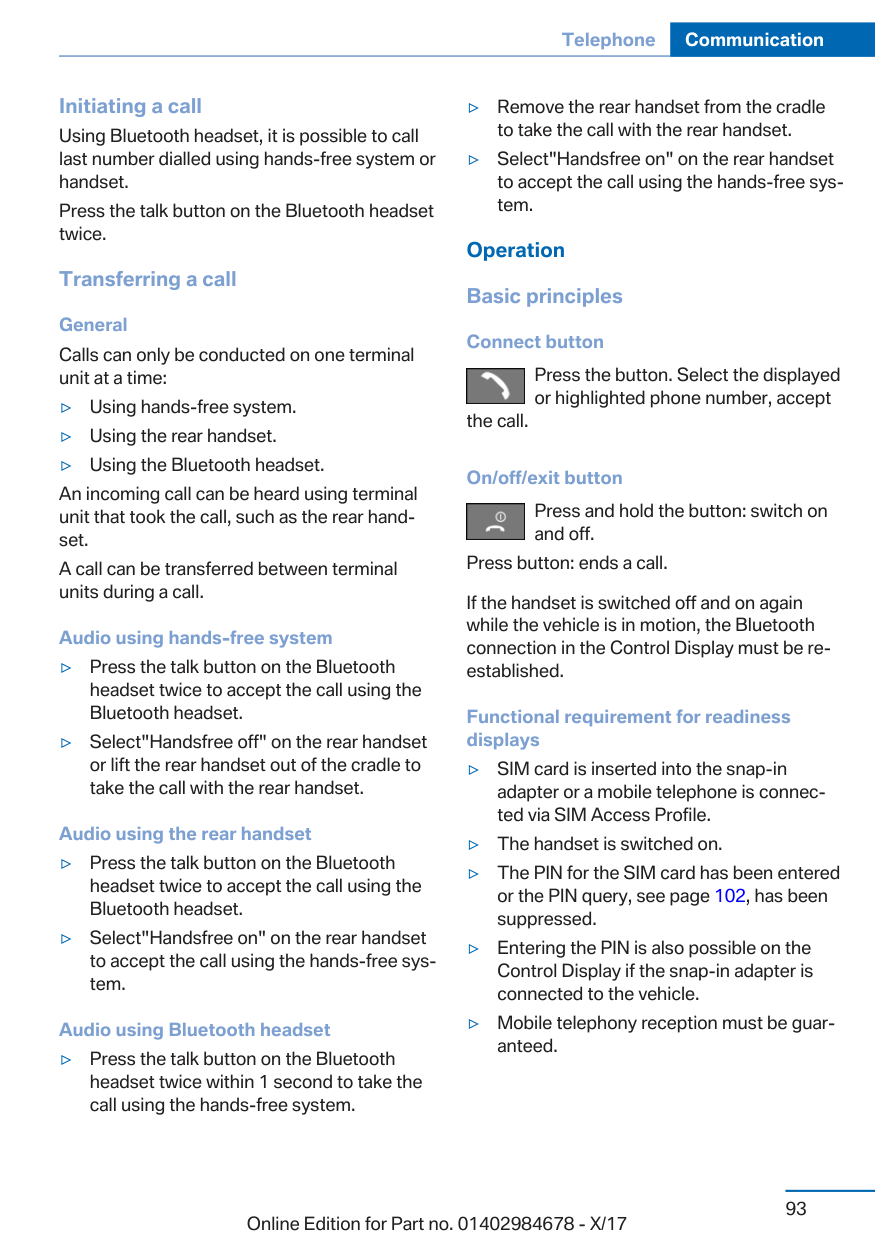 Telephone Communication
Initiating a call
Using Bluetooth headset, it is possible to call
last number dialled using hands-free system or
handset.
Press the talk button on the Bluetooth headset
twice.
Transferring a call
General
Calls can only be conducted on one terminal
unit at a time:
▷ Using hands-free system.
▷ Using the rear handset.
▷ Using the Bluetooth headset.
An incoming call can be heard using terminal
unit that took the call, such as the rear hand-
set.
A call can be transferred between terminal
units during a call.
Audio using hands-free system
▷ Press the talk button on the Bluetooth
headset twice to accept the call using the
Bluetooth headset.
▷ Select"Handsfree off" on the rear handset
or lift the rear handset out of the cradle to
take the call with the rear handset.
Audio using the rear handset
▷ Press the talk button on the Bluetooth
headset twice to accept the call using the
Bluetooth headset.
▷ Select"Handsfree on" on the rear handset
to accept the call using the hands-free sys-
tem.
Audio using Bluetooth headset
▷ Press the talk button on the Bluetooth
headset twice within 1 second to take the
call using the hands-free system.
▷ Remove the rear handset from the cradle
to take the call with the rear handset.
▷ Select"Handsfree on" on the rear handset
to accept the call using the hands-free sys-
tem.
Operation
Basic principles
Connect button
Press the button. Select the displayed
or highlighted phone number, accept
the call.
On/off/exit button
Press and hold the button: switch on
and off.
Press button: ends a call.
If the handset is switched off and on again
while the vehicle is in motion, the Bluetooth
connection in the Control Display must be re-
established.
Functional requirement for readiness
displays
▷ SIM card is inserted into the snap-in
adapter or a mobile telephone is connec-
ted via SIM Access Profile.
▷ The handset is switched on.
▷ The PIN for the SIM card has been entered
or the PIN query, see page 102, has been
suppressed.
▷ Entering the PIN is also possible on the
Control Display if the snap-in adapter is
connected to the vehicle.
▷ Mobile telephony reception must be guar-
anteed.
93
Online Edition for Part no. 01402984678 - X/17